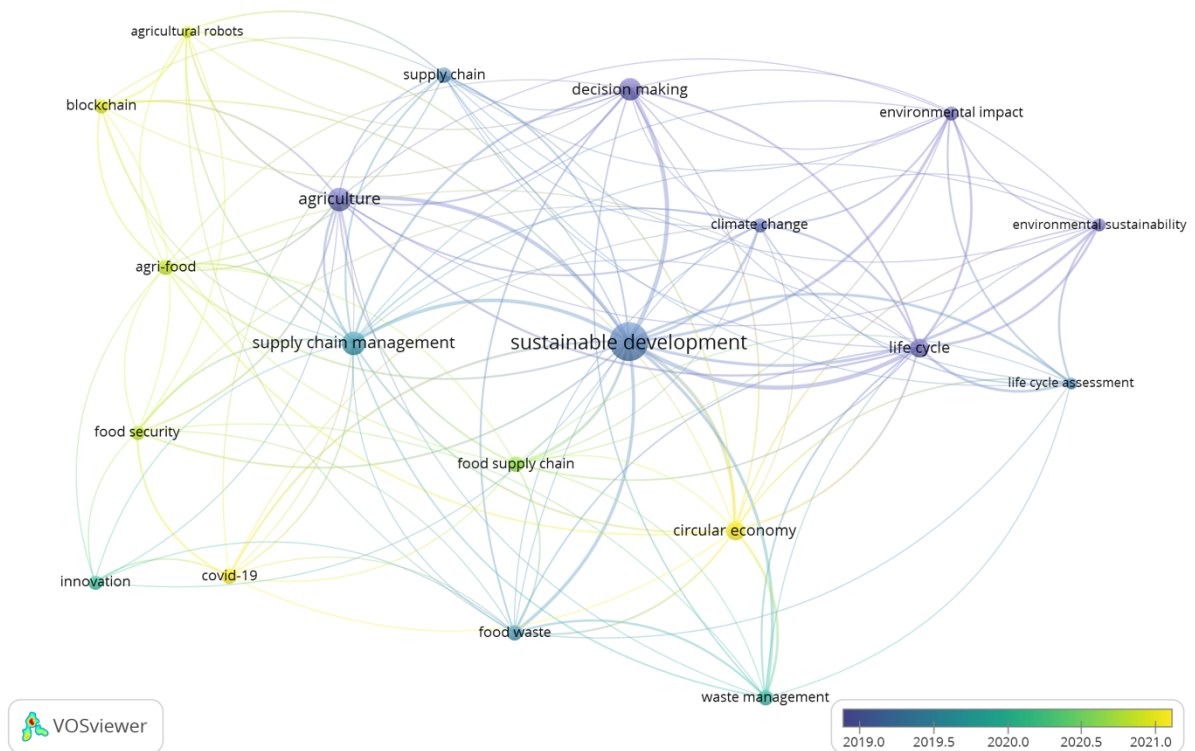 agricultural robots
supply chain
decision making
blockchain
environmental impact
agriculture
climate change
environmental sustainability
agri-food
supply chain management
sustainable development
life cycle
life cycle assessment
food security
food supply chain
circular economy
innovation
covid-19
food waste
waste management
VOSviewer
2019.0 2019.5 2020.0 2020.5 2021.0